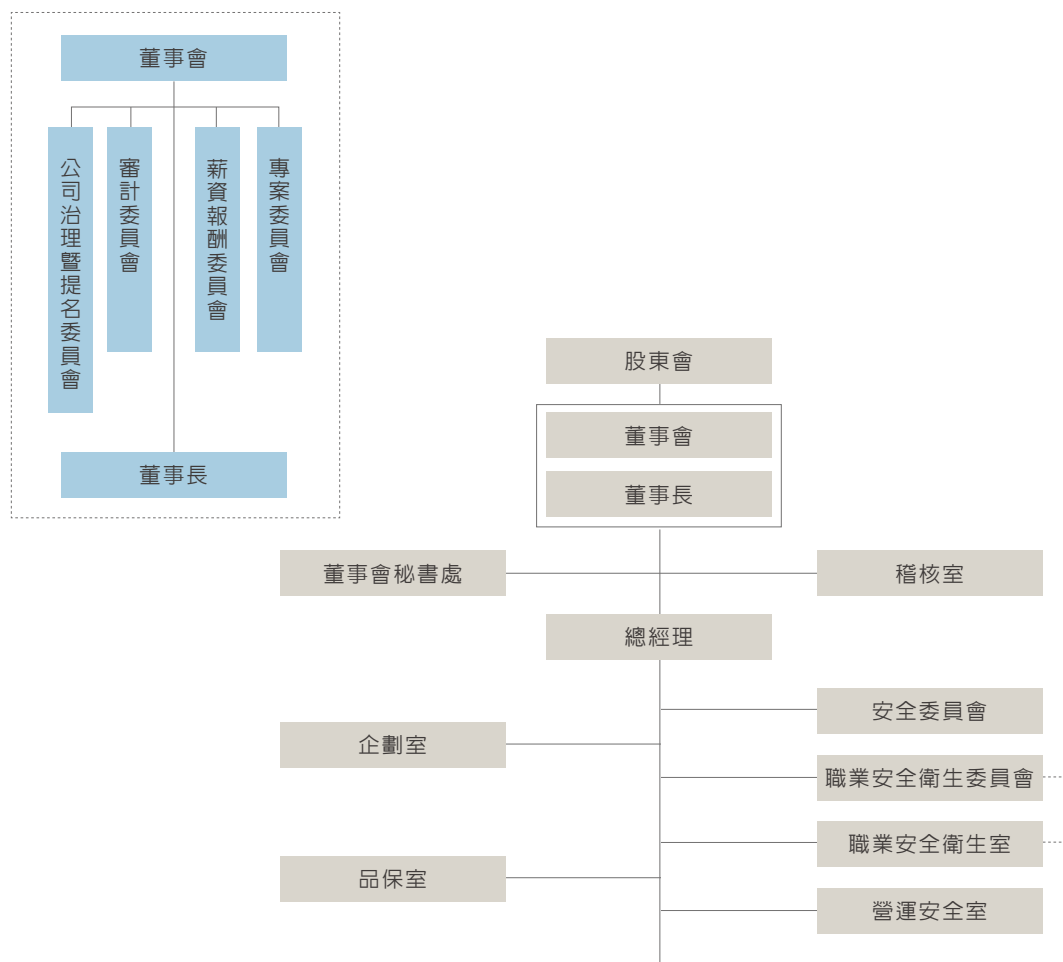 董事會
公司治理暨提名委員會
審計委員會
薪資報酬委員會
專案委員會
董事長
股東會
董事會
董事長
董事會秘書處
稽核室
總經理
安全委員會
企劃室
職業安全衛生委員會
職業安全衛生室
品保室
營運安全室